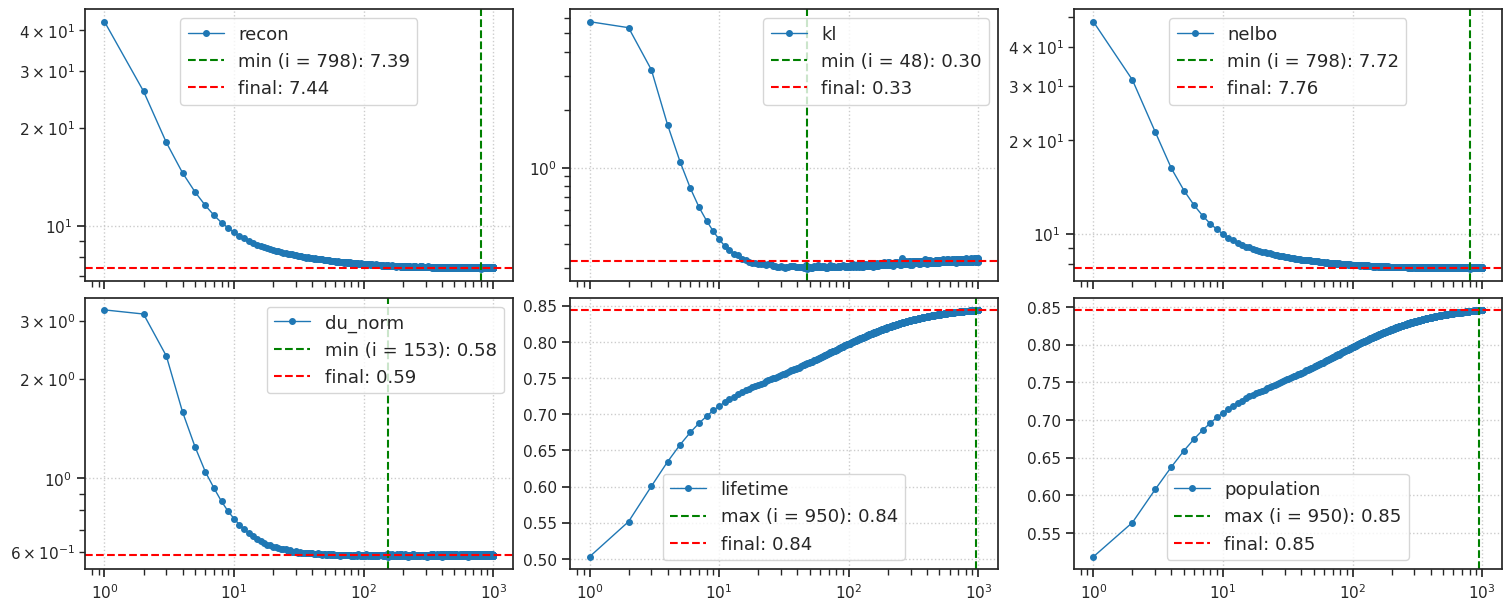 4 × 10¹
3 × 10¹
2 × 10¹
10¹
recon
min (i = 798): 7.39
final: 7.44
10⁰
kl
min (i = 48): 0.30
final: 0.33
4 × 10¹
3 × 10¹
2 × 10¹
10¹
nelbo
min (i = 798): 7.72
final: 7.76
3 × 10⁰
2 × 10⁰
10⁰
6 × 10⁻¹
du_norm
min (i = 153): 0.58
final: 0.59
10⁰ 10¹ 10² 10³
0.85
0.80
0.75
0.70
0.65
0.60
0.55
0.50
lifetime
max (i = 950): 0.84
final: 0.84
10⁰ 10¹ 10² 10³
0.85
0.80
0.75
0.70
0.65
0.60
0.55
population
max (i = 950): 0.85
final: 0.85
10⁰ 10¹ 10² 10³